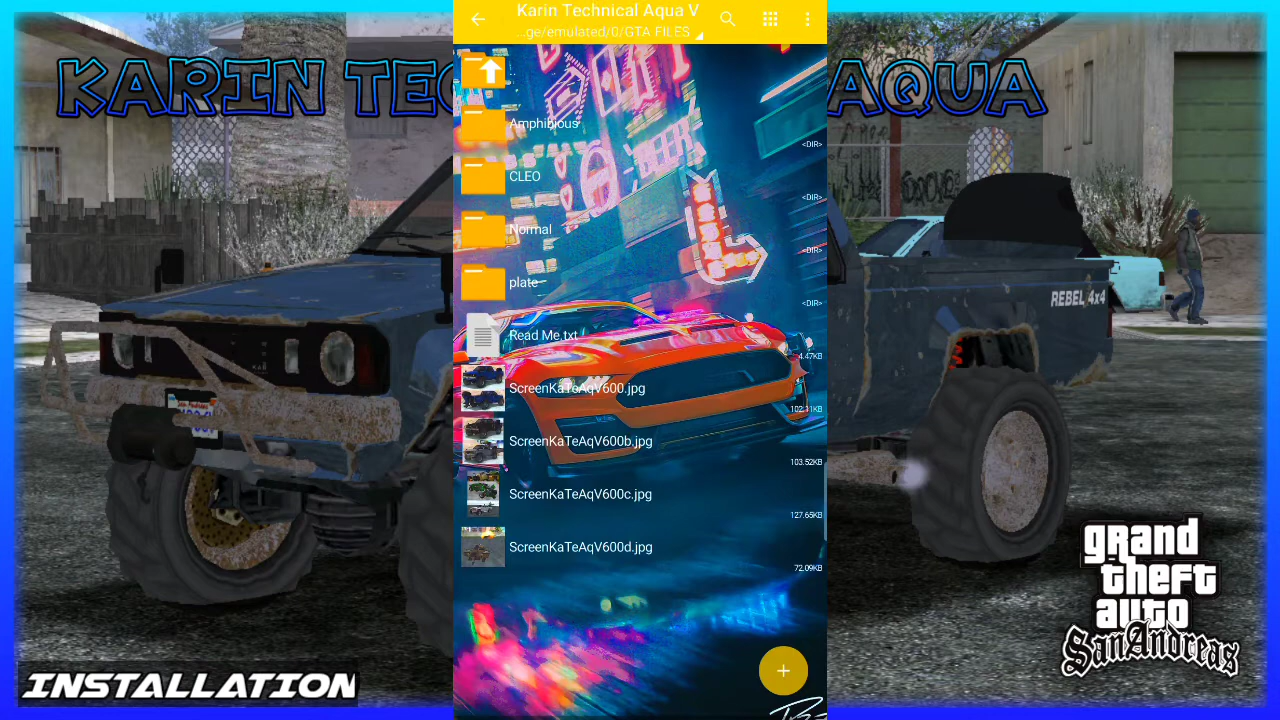 KARIN TEC
AQUA
Karin Technical Aqua V
...ge/emulated/0/GTA FILES
Amphibious
<DIR>
CLEO
<DIR>
Normal
<DIR>
plate
<DIR>
Read Me.txt
4.47KB
ScreenKaTeAqV600.jpg
102.11KB
ScreenKaTeAqV600b.jpg
103.52KB
ScreenKaTeAqV600c.jpg
127.65KB
ScreenKaTeAqV600d.jpg
72.09KB
BEER
REBEL 4x4
grand
theft
auto
San Andreas
INSTALLATION